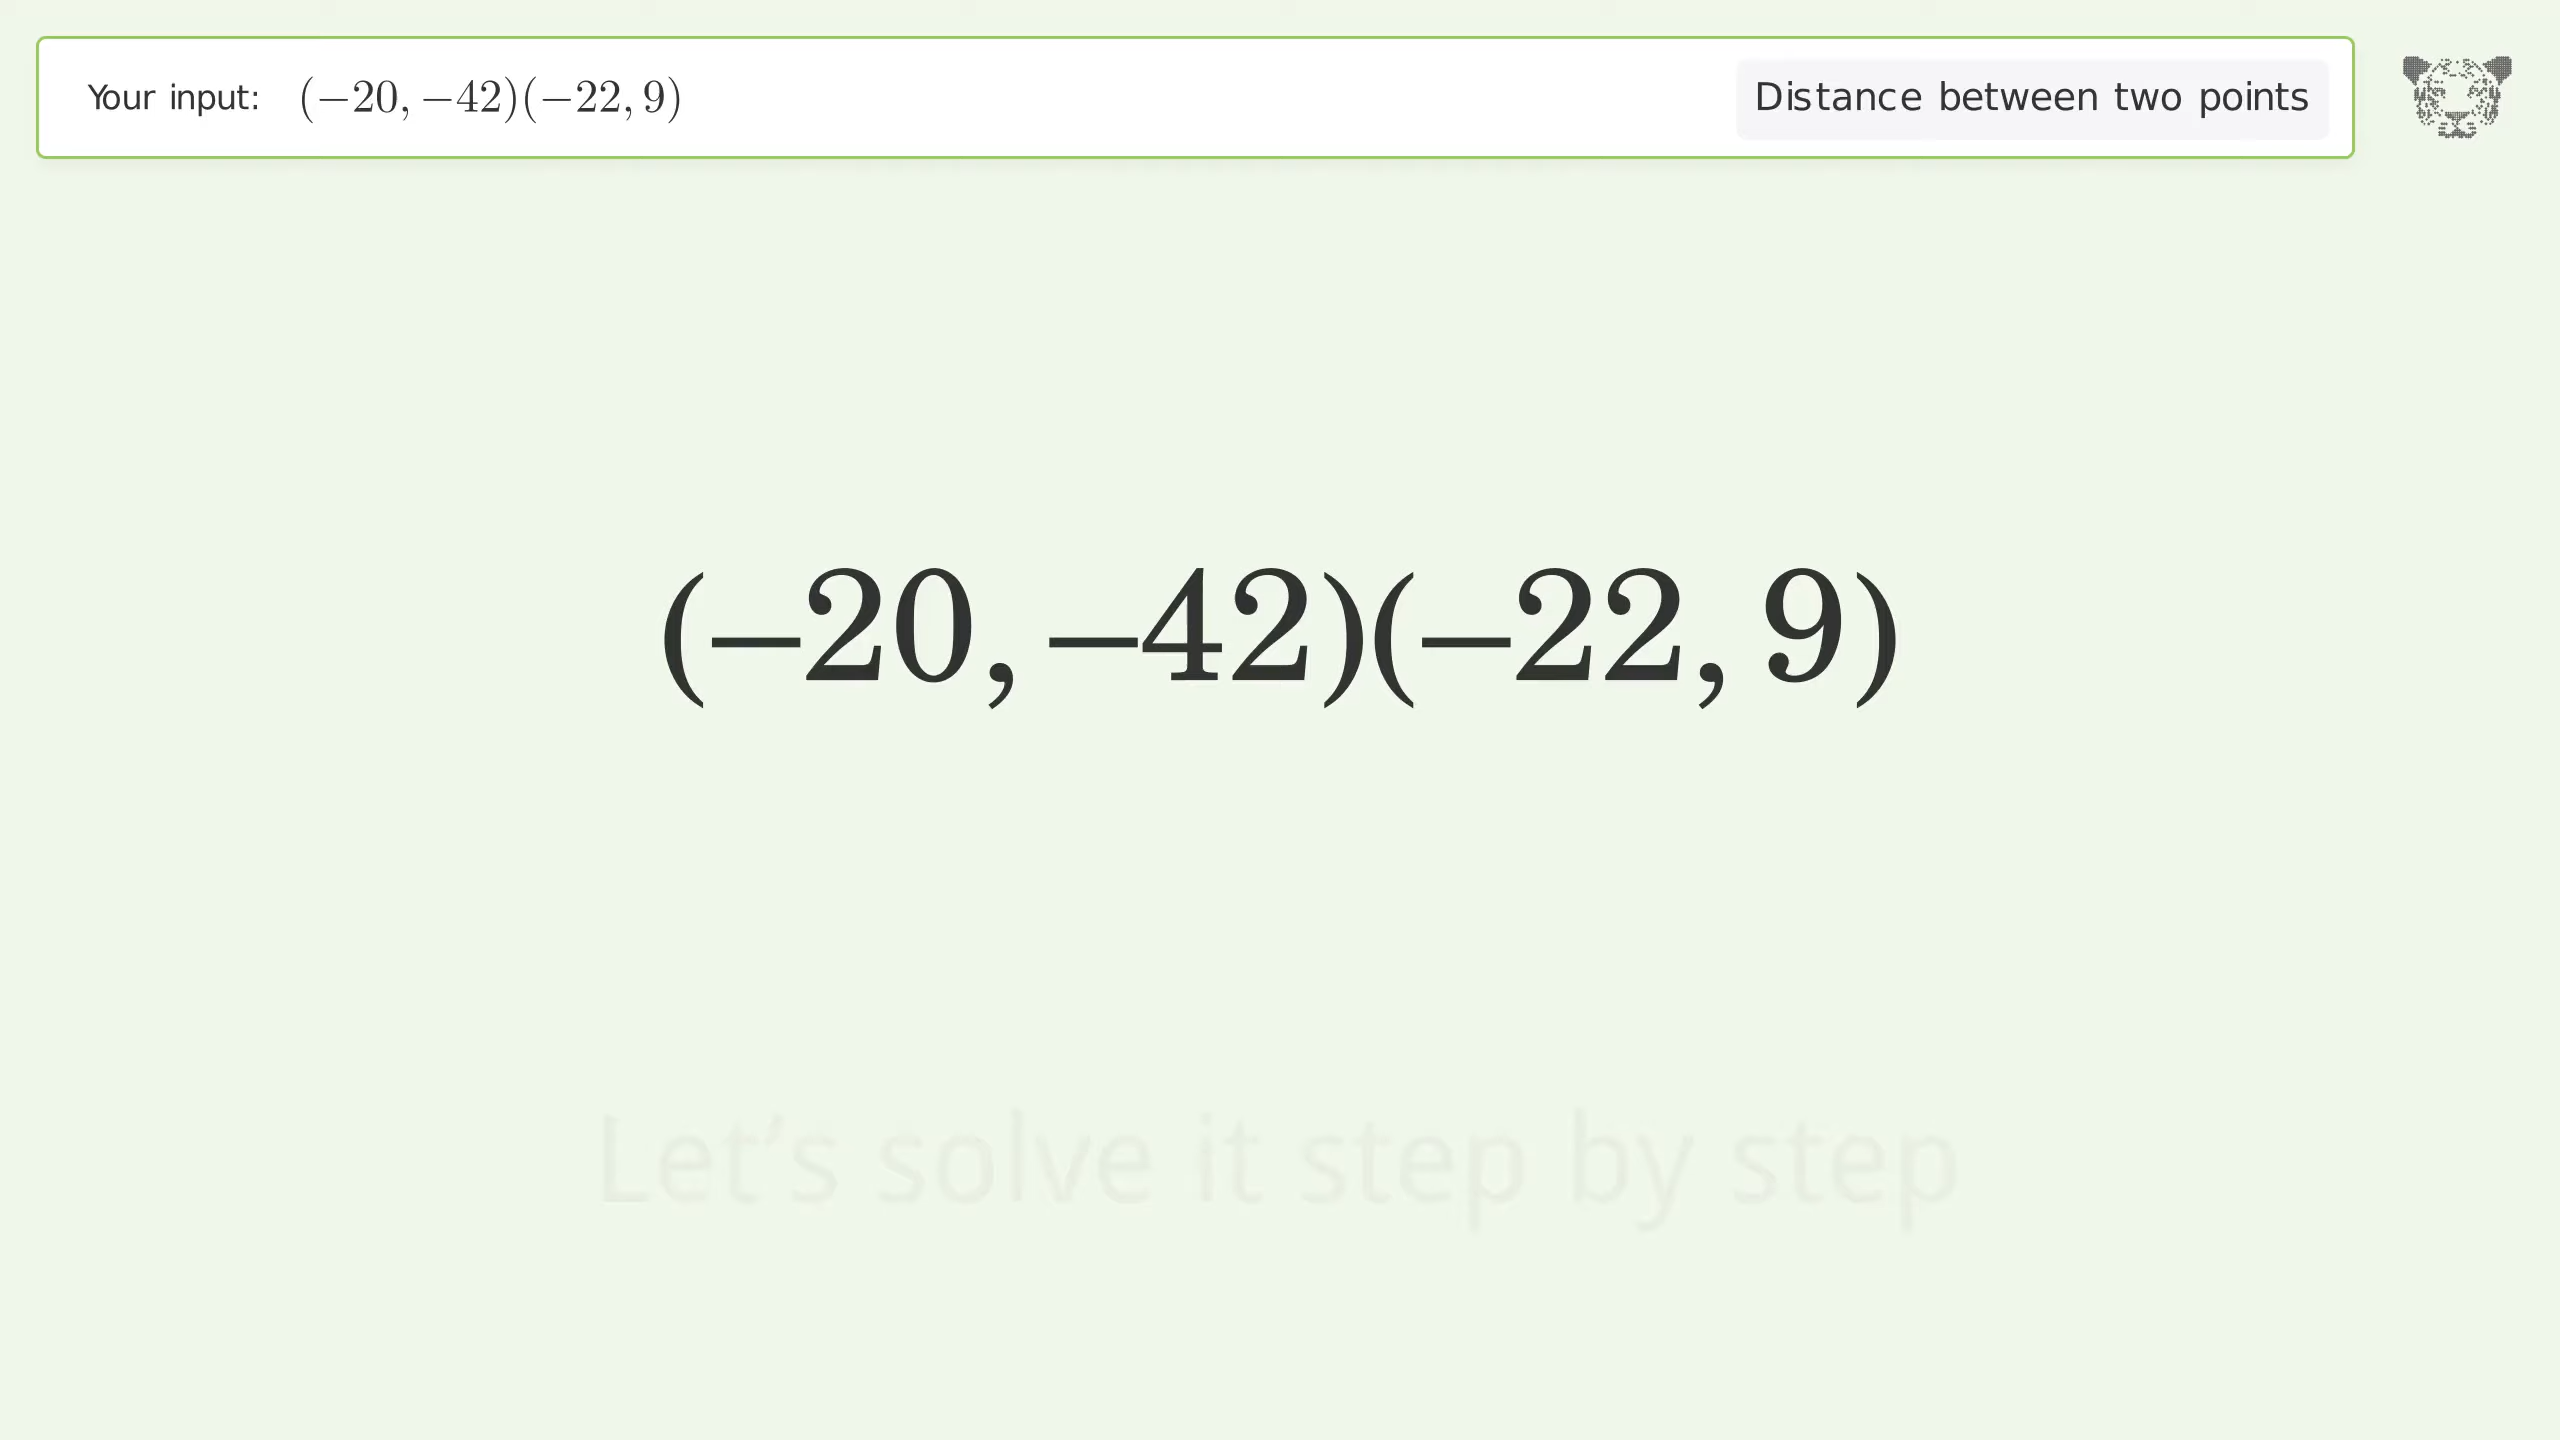 Your input: (−20, −42)(−22, 9)
Distance between two points
(−20, −42)(−22, 9)
Let’s solve it step by step